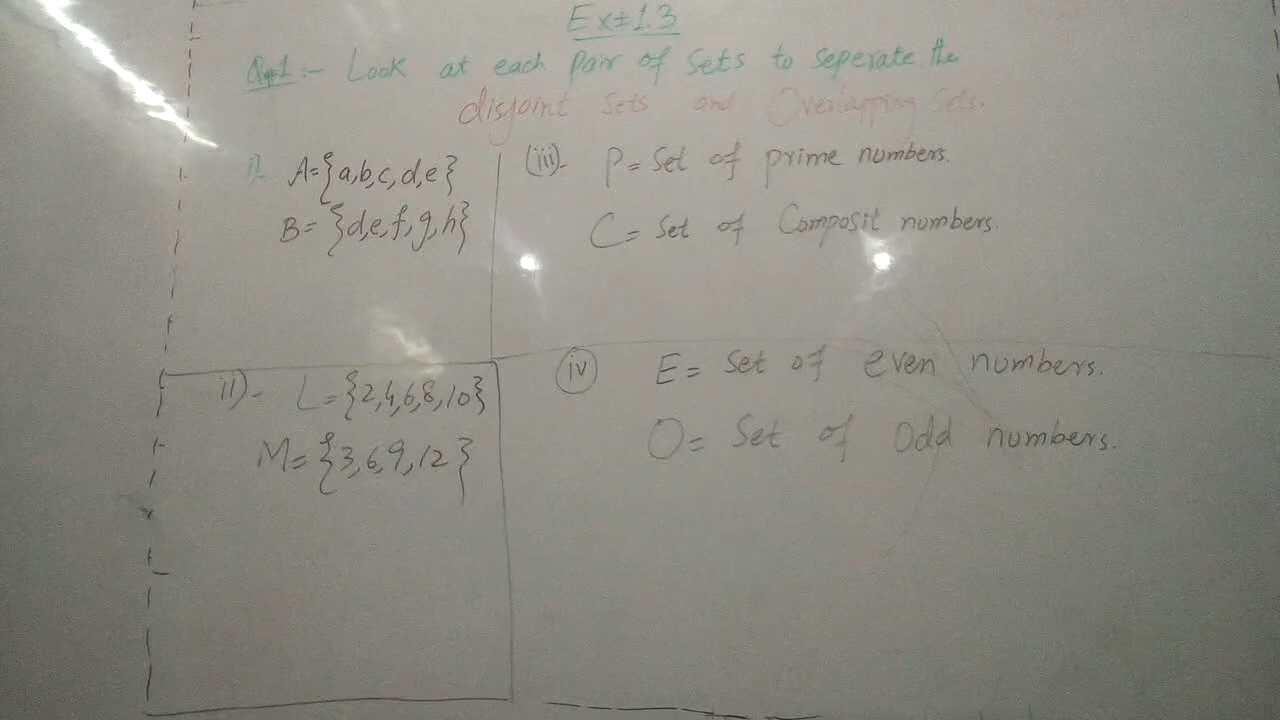 Ex≠1.3
Q#1:- Look at each pair of sets to seperate the
disjoint sets and Overlapping sets.
i)- A={a,b,c,d,e}
B={d,e,f,g,h}
ii)- L={2,4,6,8,10}
M={3,6,9,12}
(iii)- P= Set of prime numbers.
C= Set of Composit numbers.
(iv) E= Set of even numbers.
O= Set of Odd numbers.